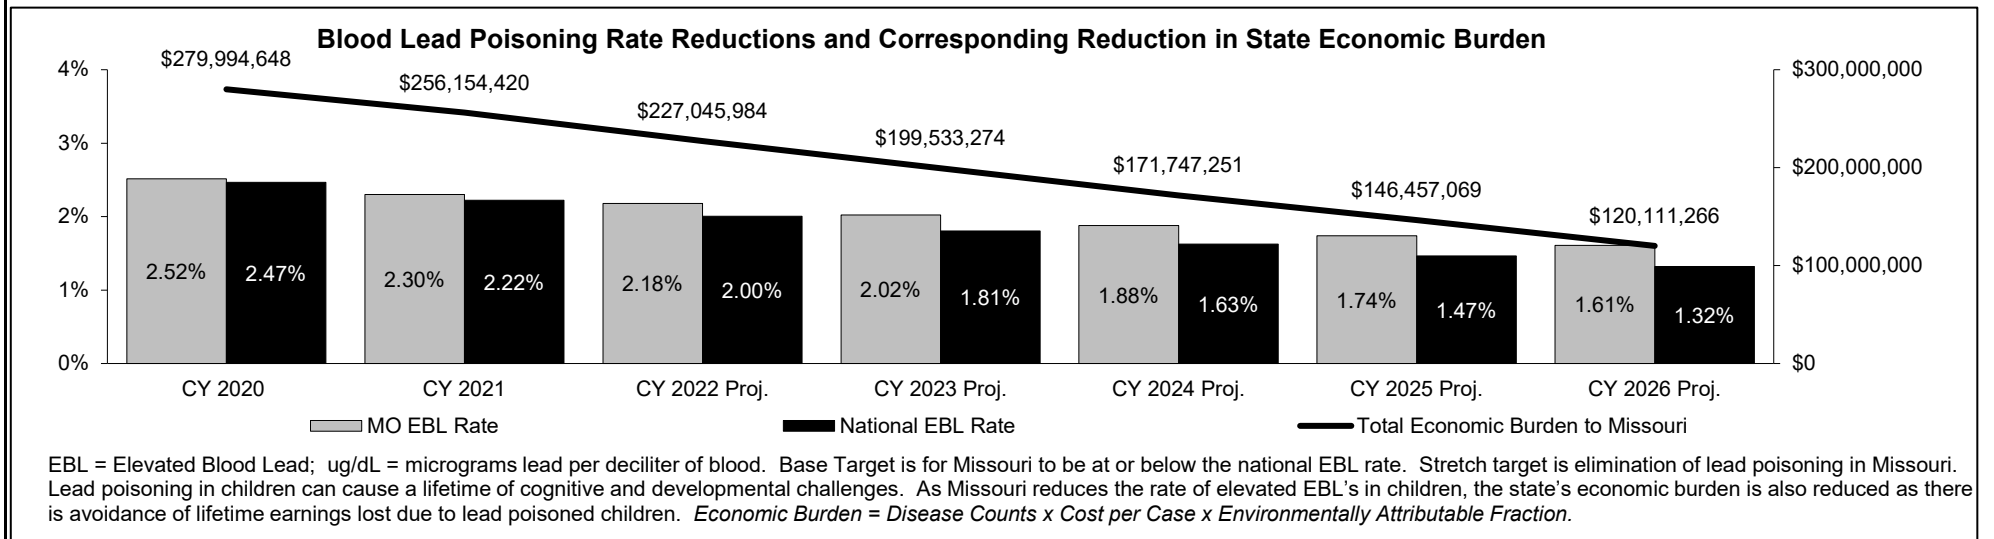 Blood Lead Poisoning Rate Reductions and Corresponding Reduction in State Economic Burden
$279,994,648
$256,154,420
$227,045,984
$199,533,274
$171,747,251
$146,457,069
$120,111,266
4%
3%
2%
1%
0%
$300,000,000
$200,000,000
$100,000,000
$0
2.52%
2.47%
2.30%
2.22%
2.18%
2.00%
2.02%
1.81%
1.88%
1.63%
1.74%
1.47%
1.61%
1.32%
CY 2020
CY 2021
CY 2022 Proj.
CY 2023 Proj.
CY 2024 Proj.
CY 2025 Proj.
CY 2026 Proj.
MO EBL Rate
National EBL Rate
Total Economic Burden to Missouri
EBL = Elevated Blood Lead;  ug/dL = micrograms lead per deciliter of blood.  Base Target is for Missouri to be at or below the national EBL rate.  Stretch target is elimination of lead poisoning in Missouri.
Lead poisoning in children can cause a lifetime of cognitive and developmental challenges.  As Missouri reduces the rate of elevated EBL's in children, the state's economic burden is also reduced as there
is avoidance of lifetime earnings lost due to lead poisoned children.  Economic Burden = Disease Counts x Cost per Case x Environmentally Attributable Fraction.